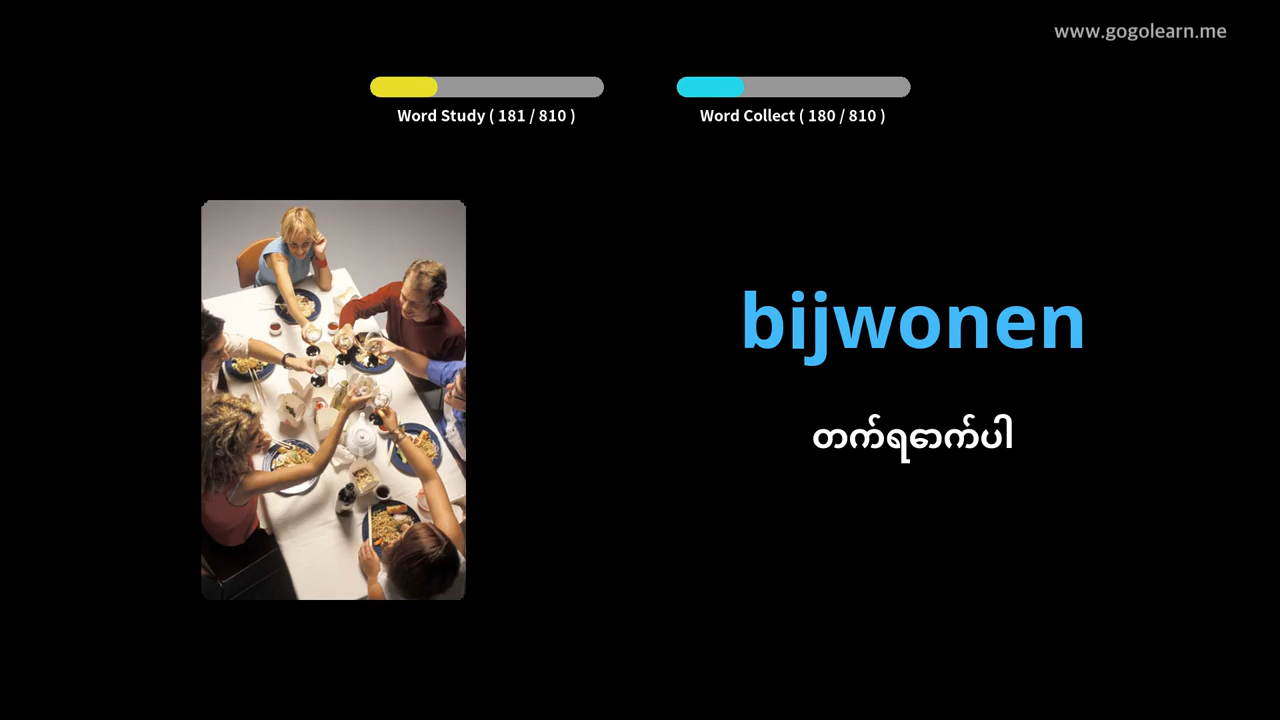 www.gogolearn.me
Word Study ( 181 / 810 )
Word Collect ( 180 / 810 )
bijwonen
တက်ရောက်ပါ